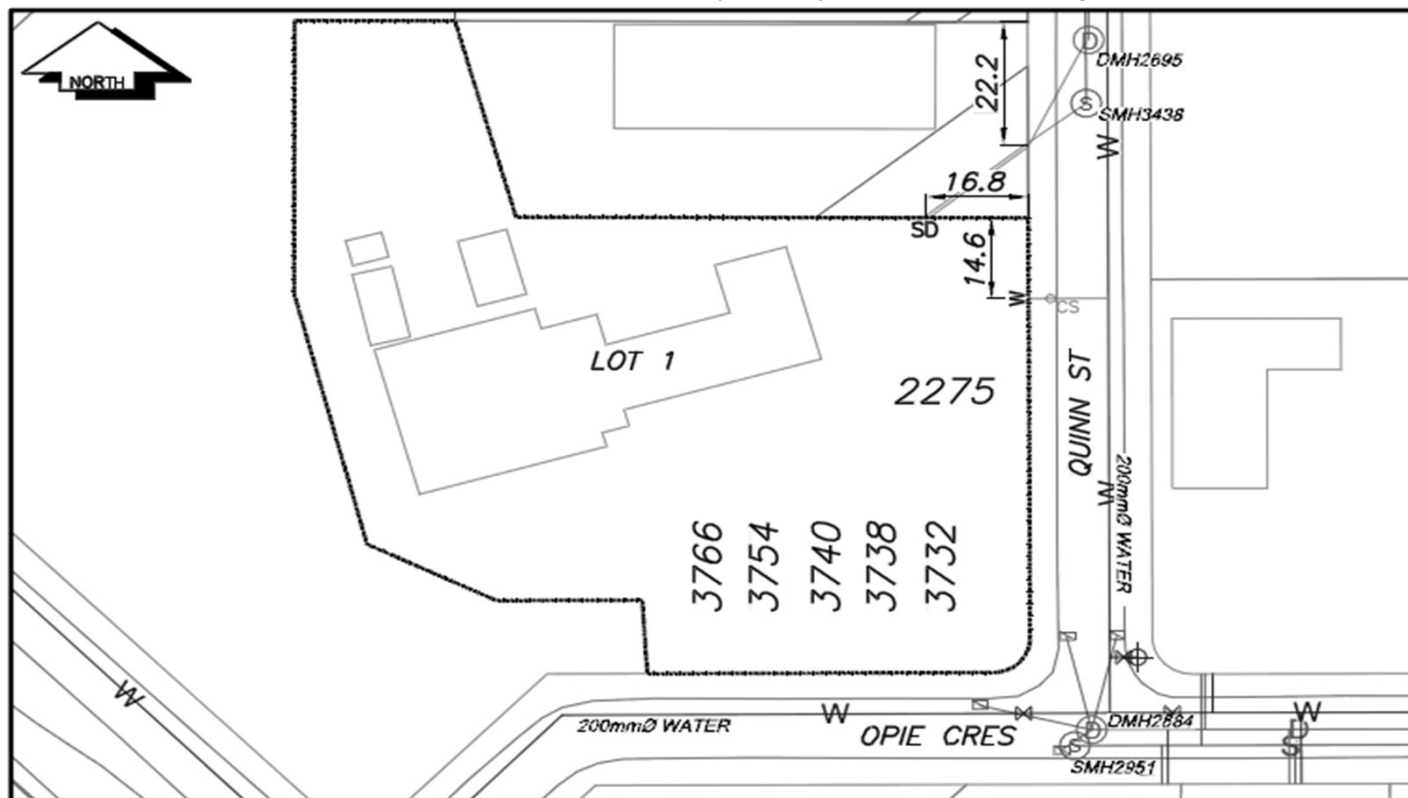 NORTH
D
DMH2695
22.2
S
SMH3438
W
16.8
SD
14.6
W
CS
LOT 1
2275
QUINN ST
3766
3754
3740
3738
3732
W
200mmØ WATER
W
200mmØ WATER
W
OPIE CRES
D
DMH2684
W
D
S
S
SMH2951